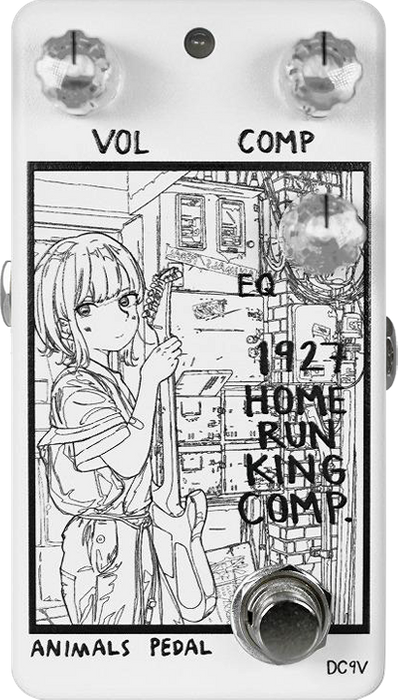 VOL COMP
EQ
1927
HOME
RUN
KING
COMP.
ANIMALS PEDAL
DC9V